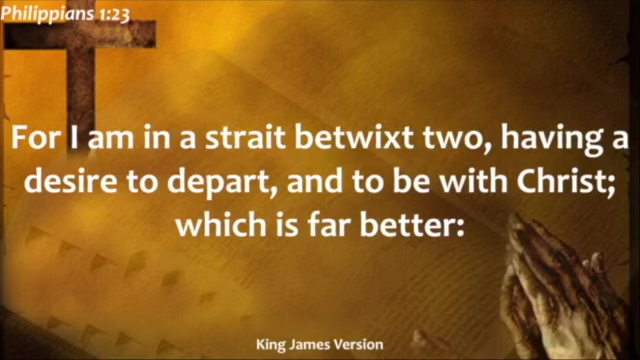 Philippians 1:23
For I am in a strait betwixt two, having a
desire to depart, and to be with Christ;
which is far better:
King James Version